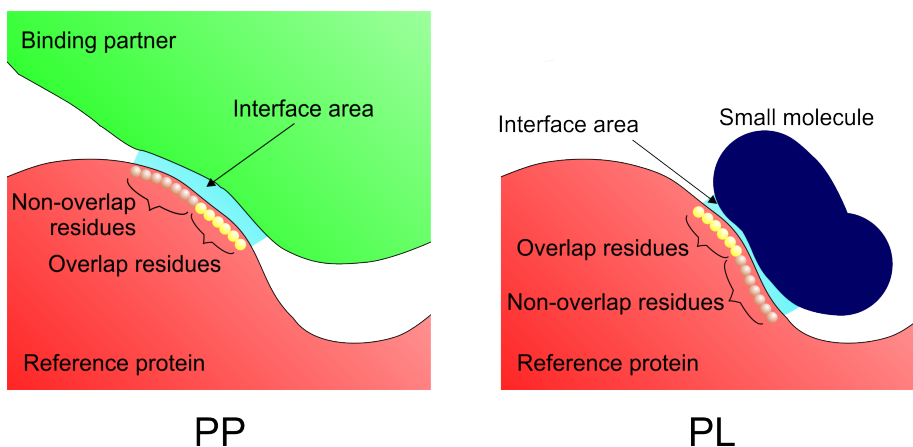 Binding partner
Interface area
Non-overlap
residues
Overlap residues
Reference protein
PP
Small molecule
Interface area
Overlap residues
Non-overlap residues
Reference protein
PL